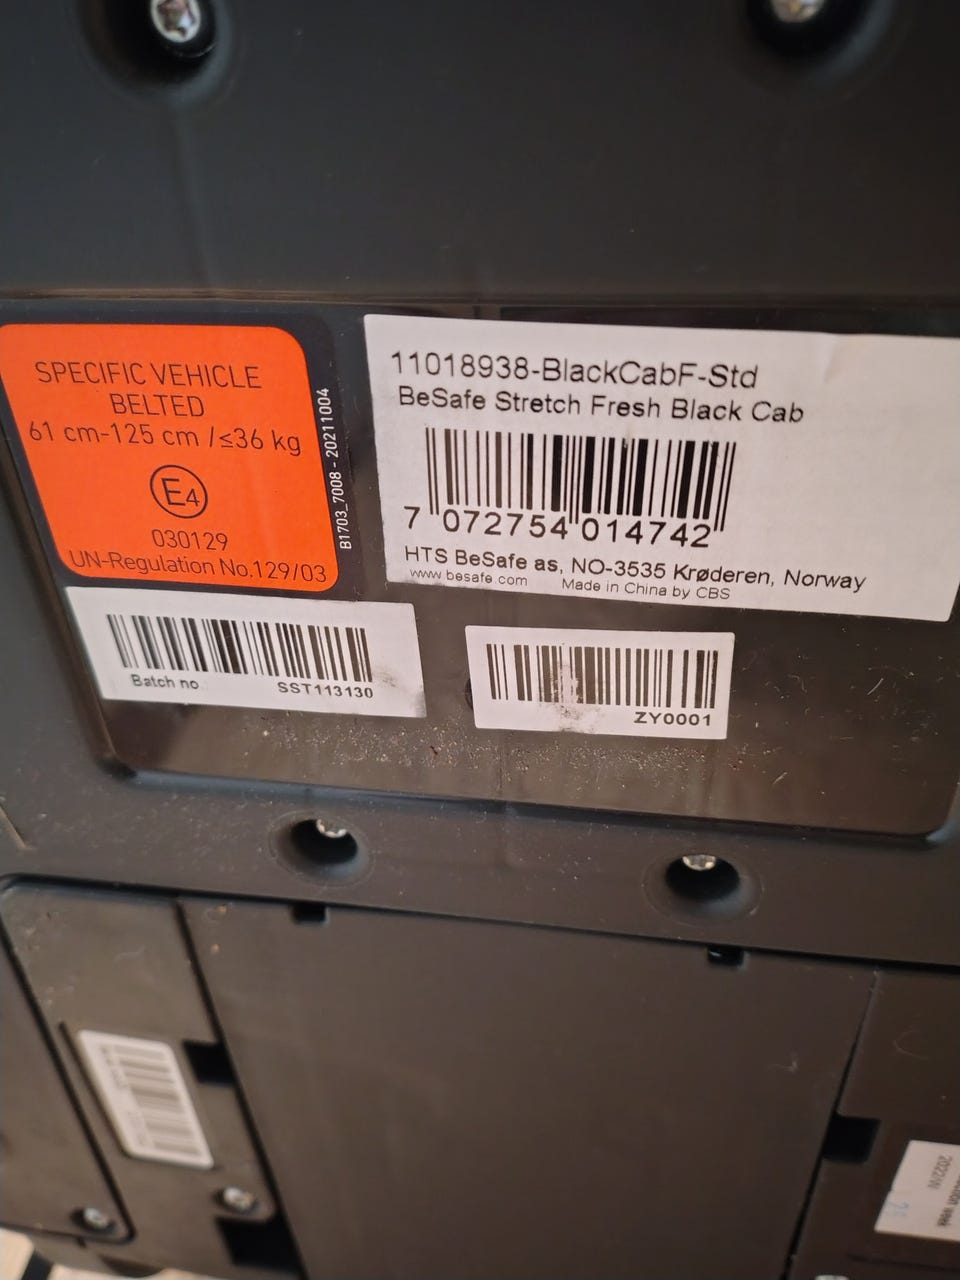 SPECIFIC VEHICLE
BELTED
61 cm-125 cm /≤36 kg
E4
030129
UN-Regulation No.129/03
B1703_7008 - 20211004
11018938-BlackCabF-Std
BeSafe Stretch Fresh Black Cab
7 072754 014742
HTS BeSafe as, NO-3535 Krøderen, Norway
www.besafe.com Made in China by CBS
Batch no SST113130
ZY0001
week
2022/W